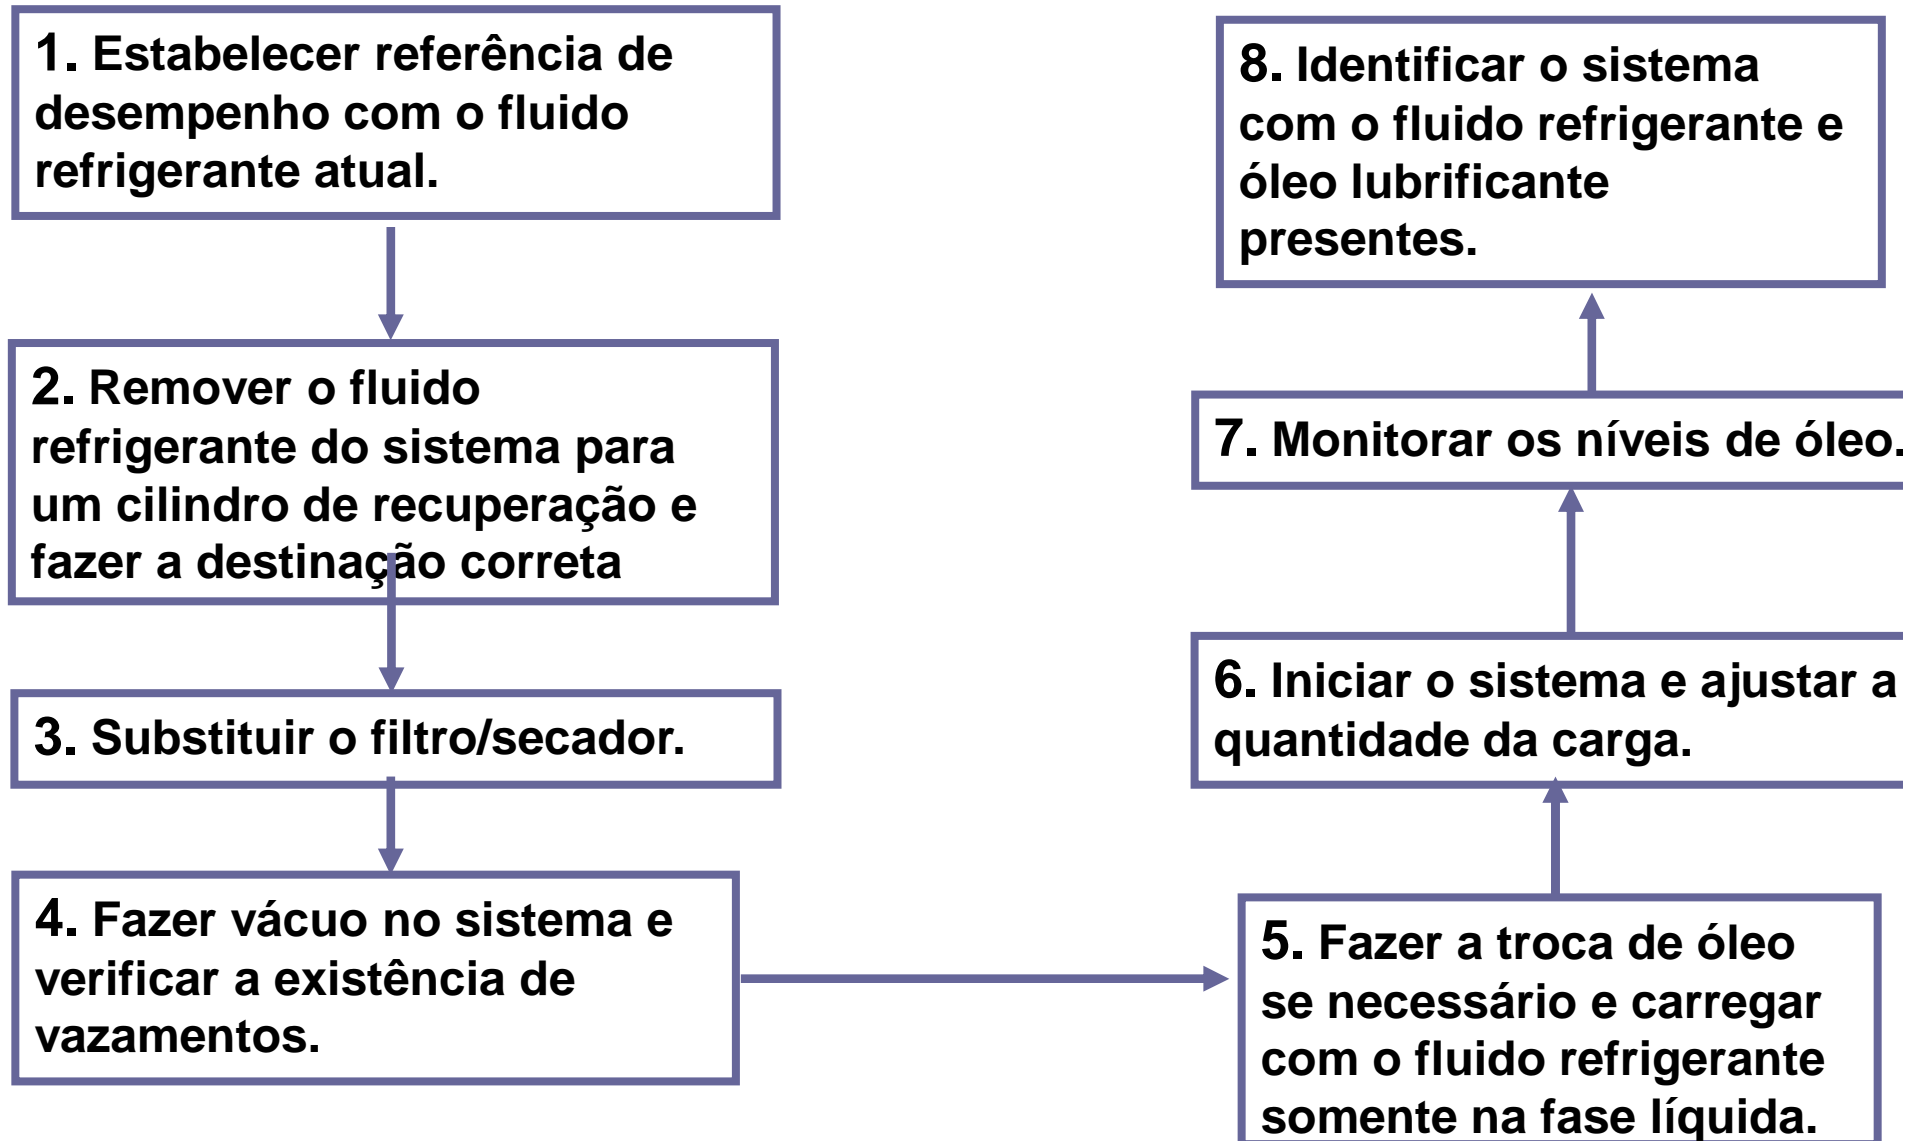 1. Estabelecer referência de
desempenho com o fluido
refrigerante atual.
2. Remover o fluido
refrigerante do sistema para
um cilindro de recuperação e
fazer a destinação correta
3. Substituir o filtro/secador.
4. Fazer vácuo no sistema e
verificar a existência de
vazamentos.
5. Fazer a troca de óleo
se necessário e carregar
com o fluido refrigerante
somente na fase líquida.
6. Iniciar o sistema e ajustar a
quantidade da carga.
7. Monitorar os níveis de óleo.
8. Identificar o sistema
com o fluido refrigerante e
óleo lubrificante
presentes.